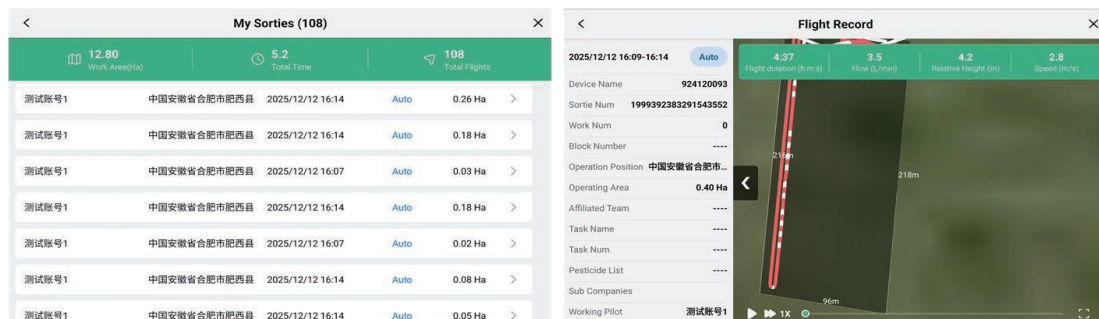 My Sorties (108)
12.80
Work Area(Ha)
5.2
Total Time
108
Total Flights
测试账号1 中国安徽省合肥市肥西县 2025/12/12 16:14 Auto 0.26 Ha
测试账号1 中国安徽省合肥市肥西县 2025/12/12 16:14 Auto 0.18 Ha
测试账号1 中国安徽省合肥市肥西县 2025/12/12 16:07 Auto 0.03 Ha
测试账号1 中国安徽省合肥市肥西县 2025/12/12 16:14 Auto 0.18 Ha
测试账号1 中国安徽省合肥市肥西县 2025/12/12 16:07 Auto 0.02 Ha
测试账号1 中国安徽省合肥市肥西县 2025/12/12 16:14 Auto 0.08 Ha
测试账号1 中国安徽省合肥市肥西县 2025/12/12 16:14 Auto 0.05 Ha
Flight Record
2025/12/12 16:09-16:14 Auto
Device Name 924120093
Sortie Num 1999392383291543552
Work Num 0
Block Number ----
Operation Position 中国安徽省合肥市...
Operating Area 0.40 Ha
Affiliated Team ----
Task Name ----
Task Num ----
Pesticide List ----
Sub Companies
Working Pilot 测试账号1
4:37
Flight duration (h:m:s)
3.5
Flow (L/min)
4.2
Relative Height (m)
2.8
Speed (m/s)
216m
218m
96m
1X